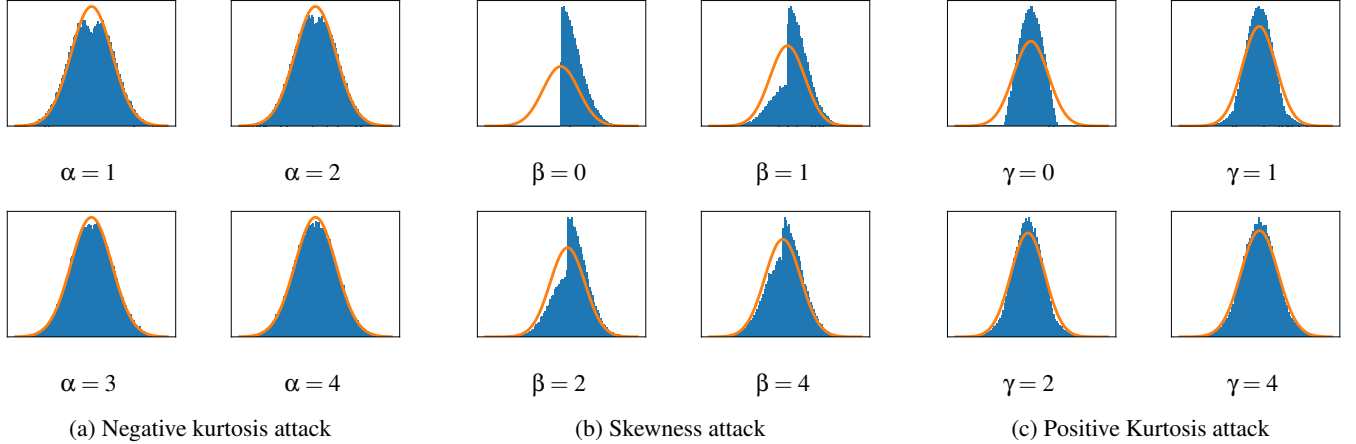 α = 1
α = 2
β = 0
β = 1
γ = 0
γ = 1
α = 3
α = 4
β = 2
β = 4
γ = 2
γ = 4
(a) Negative kurtosis attack
(b) Skewness attack
(c) Positive Kurtosis attack